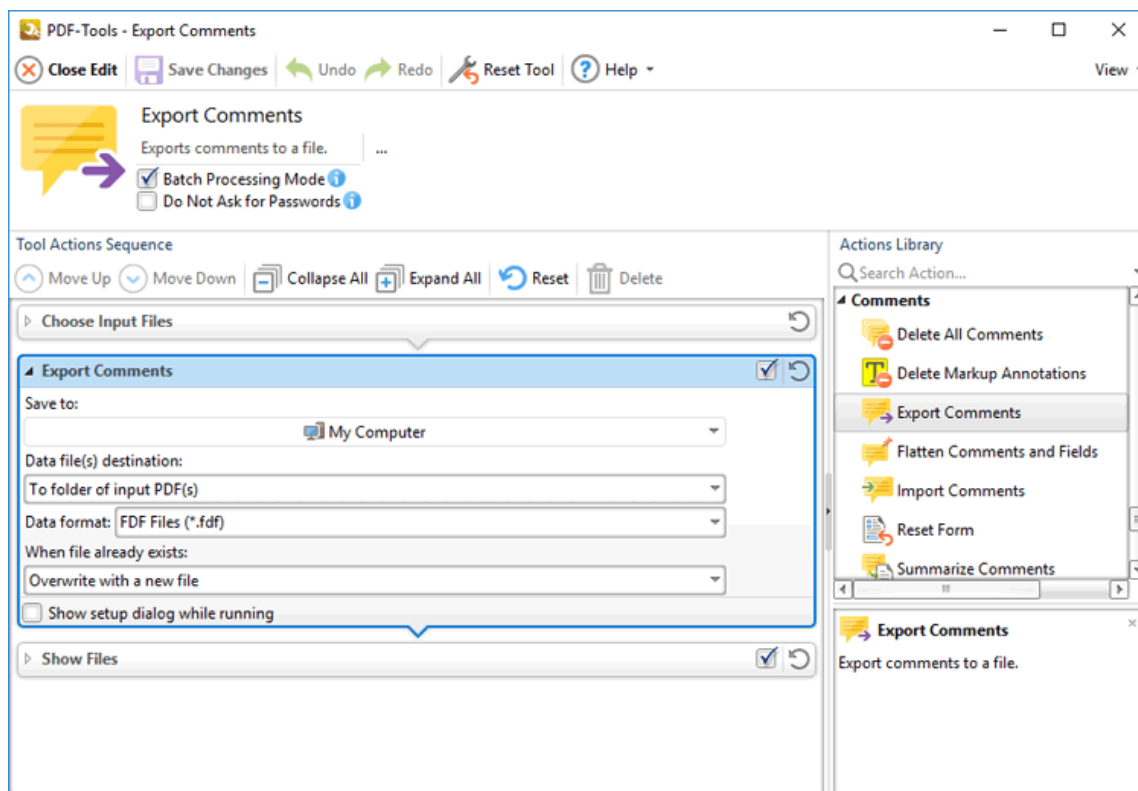 PDF-Tools - Export Comments
Close Edit Save Changes Undo Redo Reset Tool Help View
Export Comments
Exports comments to a file. ...
Batch Processing Mode
Do Not Ask for Passwords
Tool Actions Sequence
Move Up Move Down Collapse All Expand All Reset Delete
Choose Input Files
Export Comments
Save to:
My Computer
Data file(s) destination:
To folder of input PDF(s)
Data format: FDF Files (*.fdf)
When file already exists:
Overwrite with a new file
Show setup dialog while running
Show Files
Actions Library
Search Action...
Comments
Delete All Comments
Delete Markup Annotations
Export Comments
Flatten Comments and Fields
Import Comments
Reset Form
Summarize Comments
Export Comments
Export comments to a file.